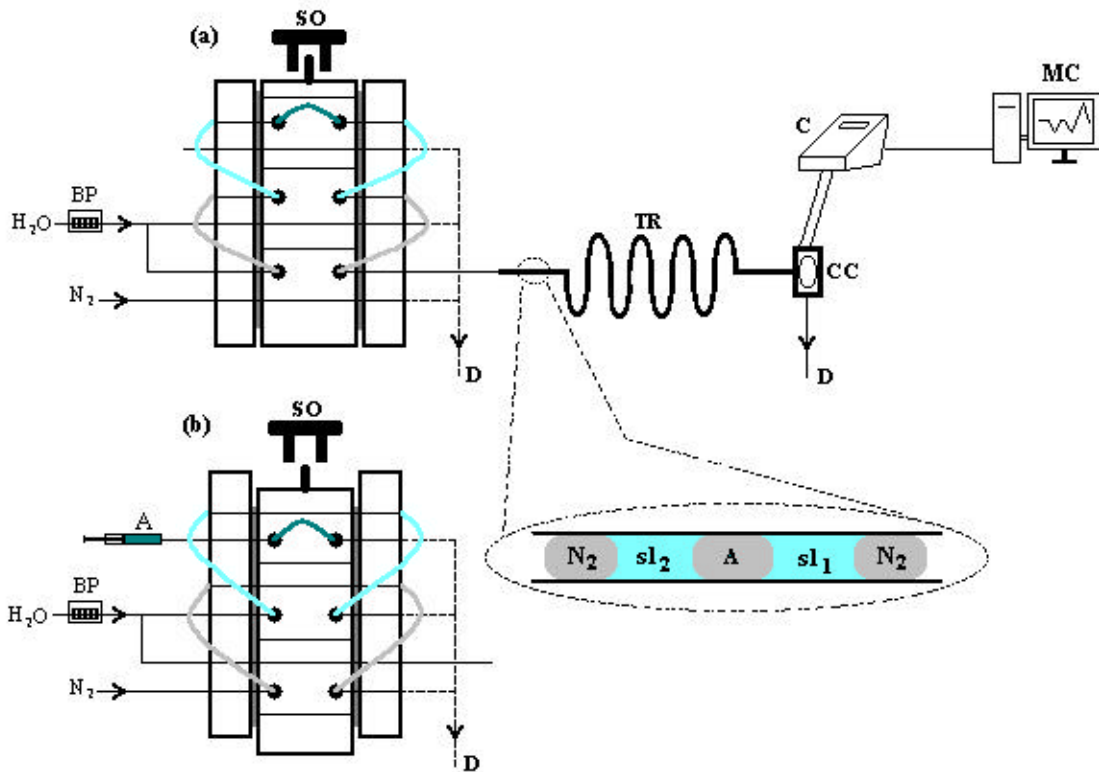 (a)
SO
MC
C
BP
H₂O
TR
CC
N₂
D
D
(b)
SO
A
N₂ sl₂ A sl₁ N₂
BP
H₂O
N₂
D